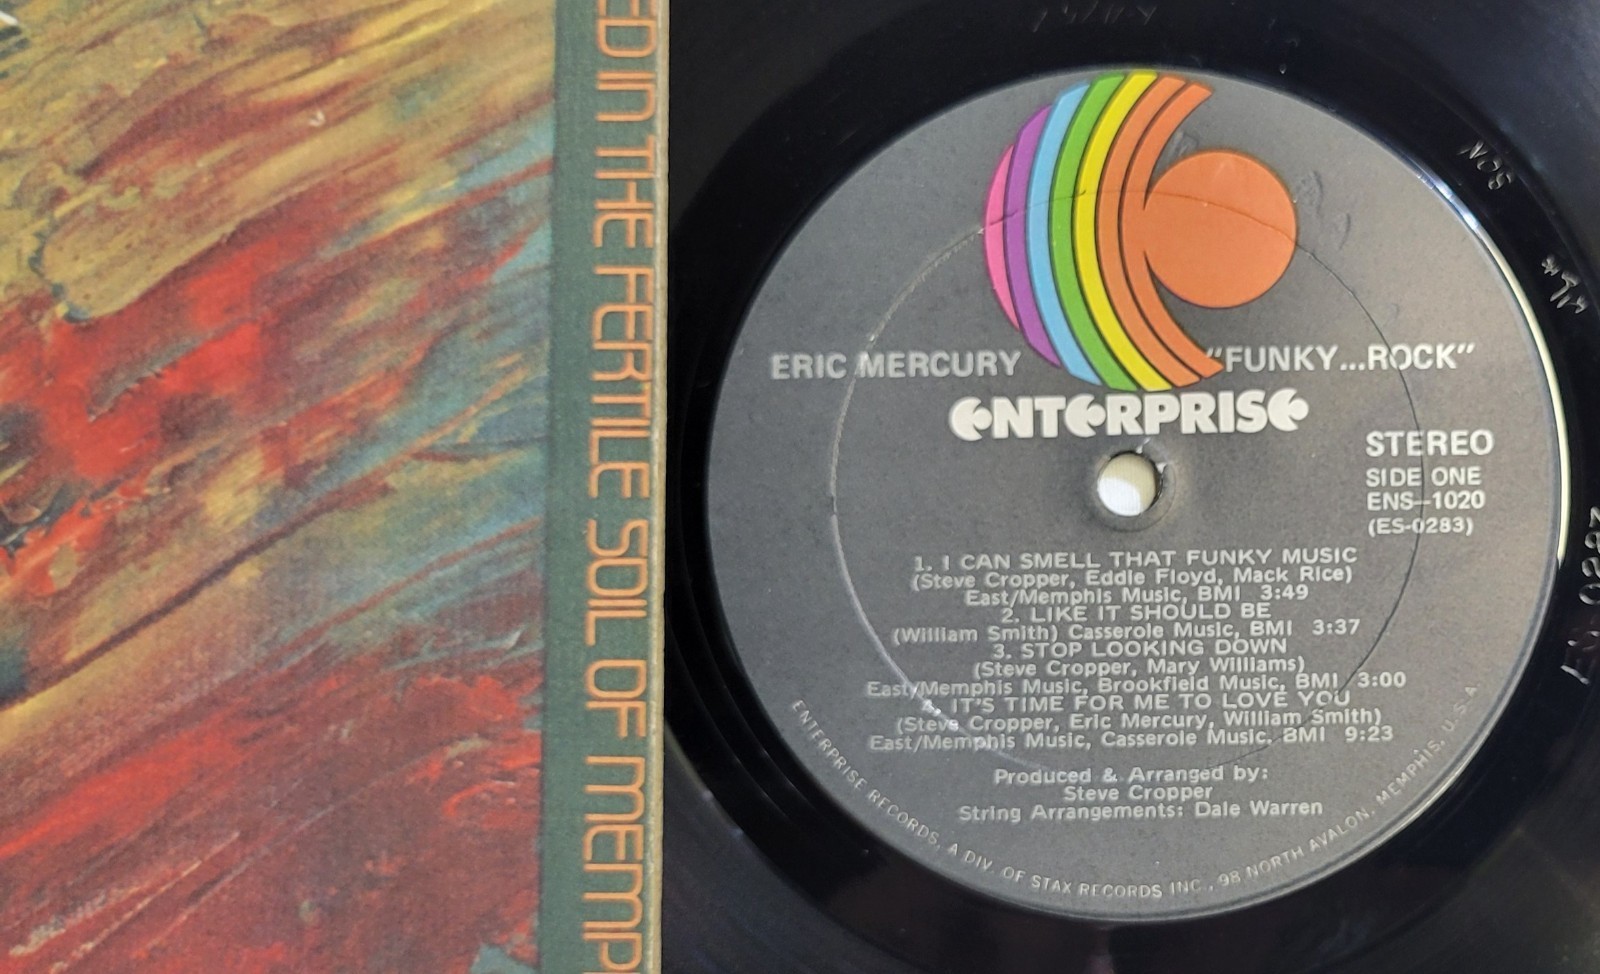 ED IN THE FERTILE SOIL OF MEMP
ERIC MERCURY "FUNKY...ROCK"
ENTERPRISE
STEREO
SIDE ONE
ENS-1020
(ES-0283)
1. I CAN SMELL THAT FUNKY MUSIC
(Steve Cropper, Eddie Floyd, Mack Rice)
East/Memphis Music, BMI 3:49
2. LIKE IT SHOULD BE
(William Smith) Casserole Music, BMI 3:37
3. STOP LOOKING DOWN
(Steve Cropper, Mary Williams)
East/Memphis Music, Brookfield Music, BMI 3:00
4. IT'S TIME FOR ME TO LOVE YOU
(Steve Cropper, Eric Mercury, William Smith)
East/Memphis Music, Casserole Music, BMI 9:23
Produced & Arranged by:
Steve Cropper
String Arrangements: Dale Warren
ENTERPRISE RECORDS, A DIV. OF STAX RECORDS INC., 98 NORTH AVALON, MEMPHIS, U.S.A.